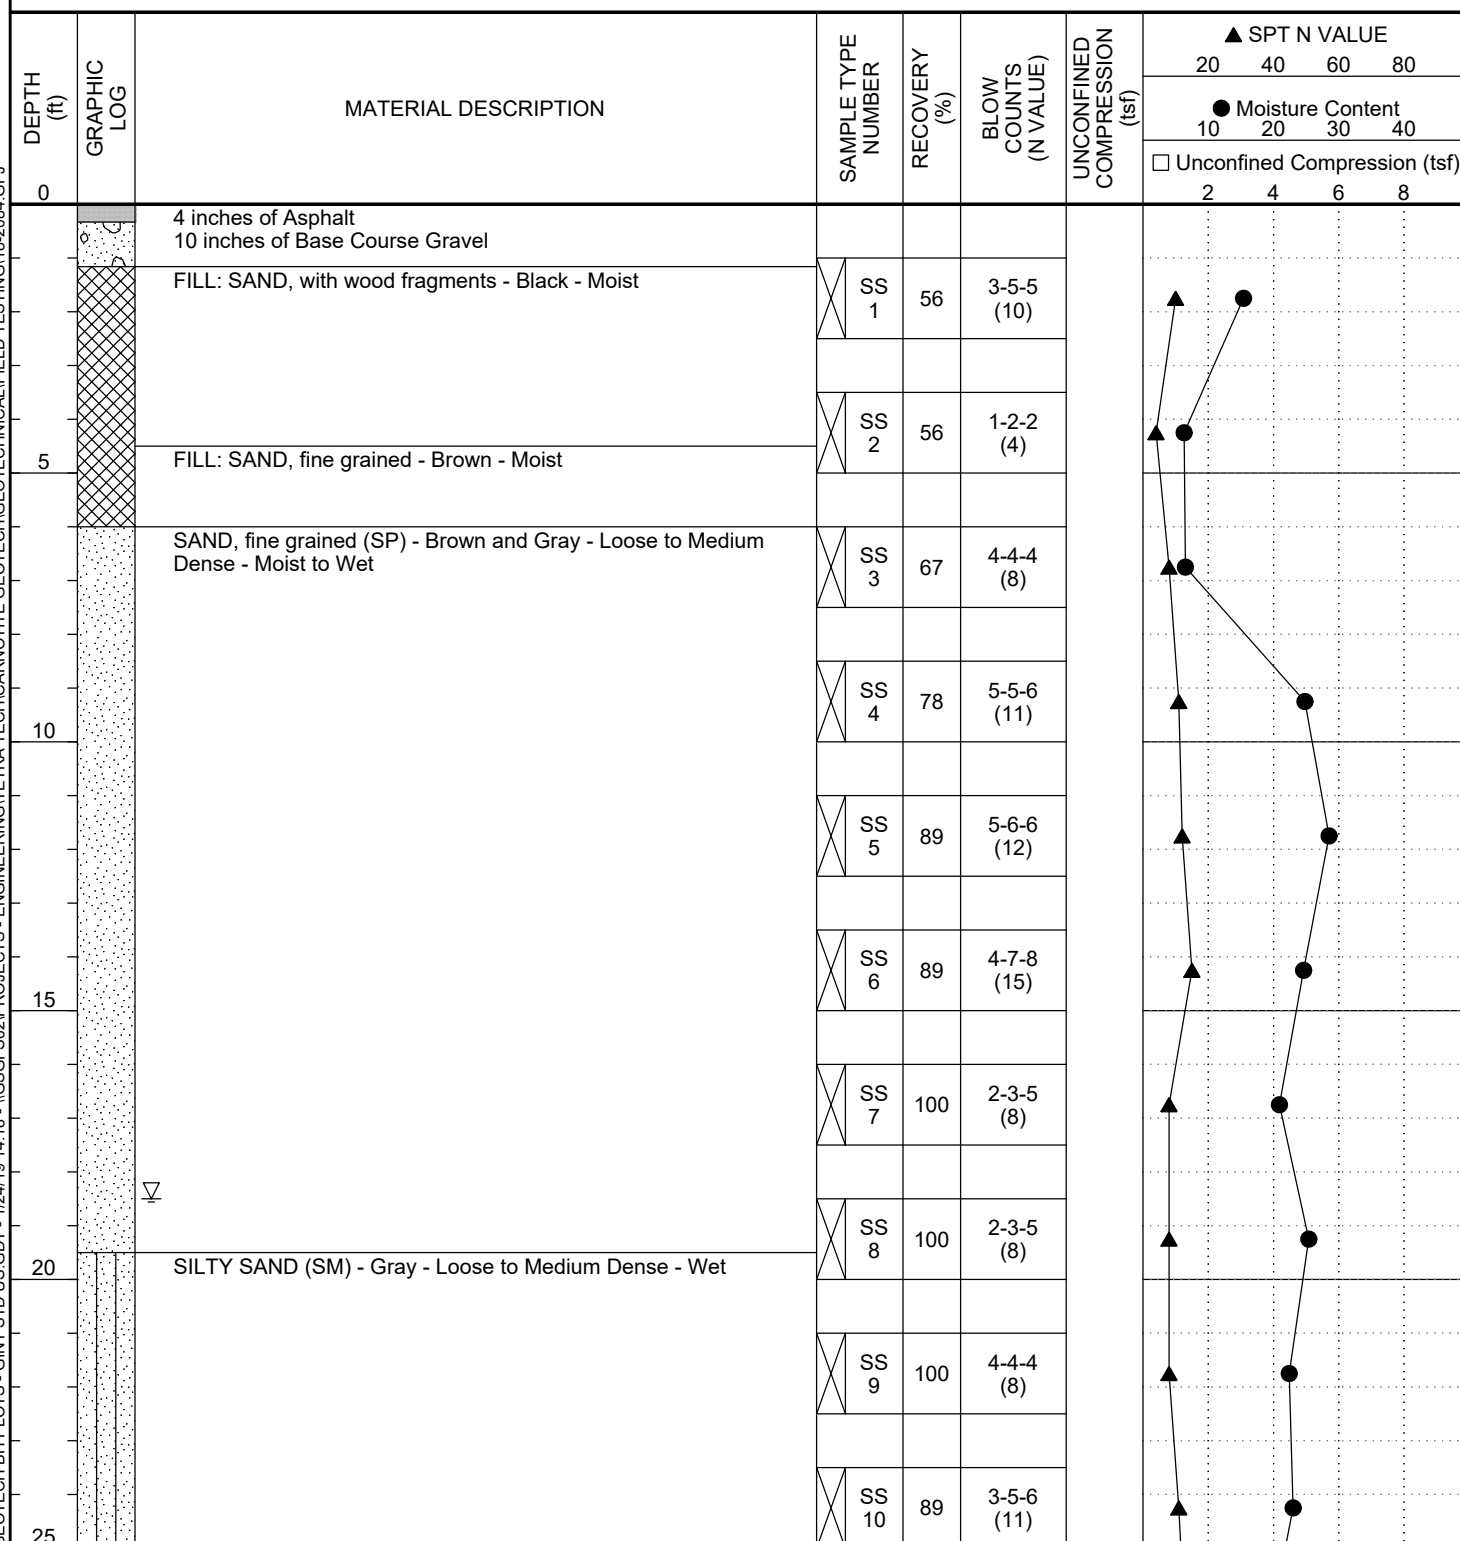 DEPTH (ft)
GRAPHIC LOG
MATERIAL DESCRIPTION
SAMPLE TYPE NUMBER
RECOVERY (%)
BLOW COUNTS (N VALUE)
UNCONFINED COMPRESSION (tsf)
▲ SPT N VALUE
20 40 60 80
● Moisture Content
10 20 30 40
□ Unconfined Compression (tsf)
0
2 4 6 8
4 inches of Asphalt
10 inches of Base Course Gravel
FILL: SAND, with wood fragments - Black - Moist
SS 1
56
3-5-5
(10)
SS 2
56
1-2-2
(4)
FILL: SAND, fine grained - Brown - Moist
5
SAND, fine grained (SP) - Brown and Gray - Loose to Medium
Dense - Moist to Wet
SS 3
67
4-4-4
(8)
SS 4
78
5-5-6
(11)
10
SS 5
89
5-6-6
(12)
SS 6
89
4-7-8
(15)
15
SS 7
100
2-3-5
(8)
SS 8
100
2-3-5
(8)
20
SILTY SAND (SM) - Gray - Loose to Medium Dense - Wet
SS 9
100
4-4-4
(8)
SS 10
89
3-5-6
(11)
25